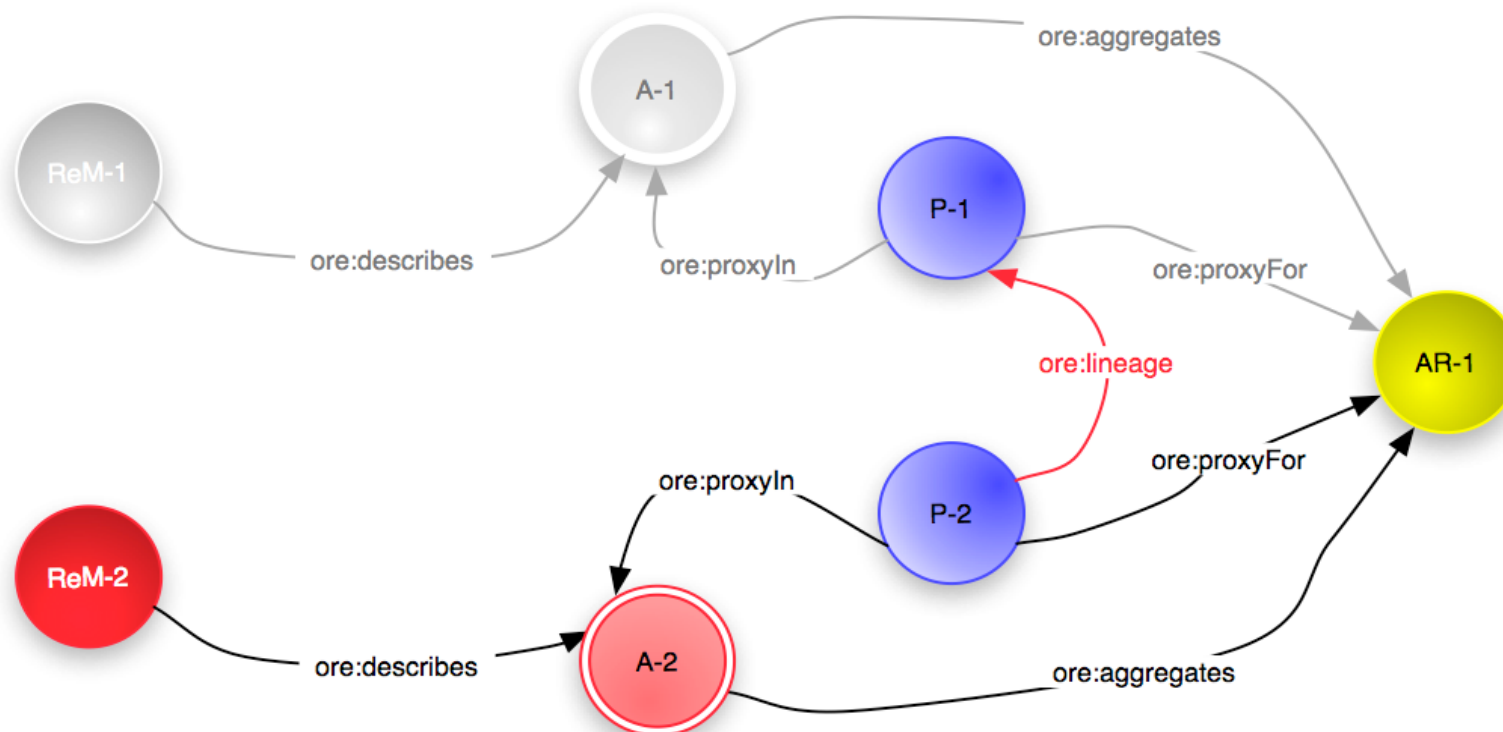 ore:aggregates
A-1
ReM-1
P-1
ore:describes
ore:proxyIn
ore:proxyFor
ore:lineage
AR-1
ore:proxyFor
ore:proxyIn
P-2
ReM-2
ore:describes
A-2
ore:aggregates